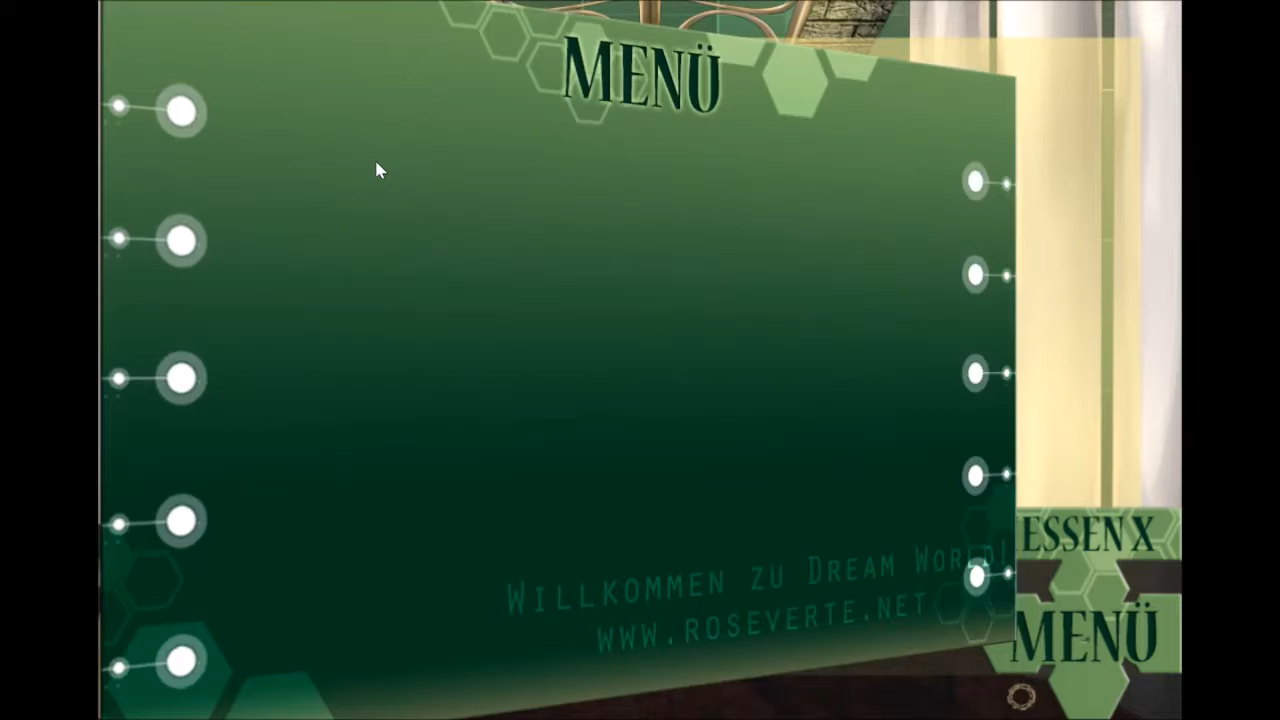 MENÜ
WILLKOMMEN ZU DREAM WORLD!
WWW.ROSEVERTE.NET
ESSEN X
MENÜ